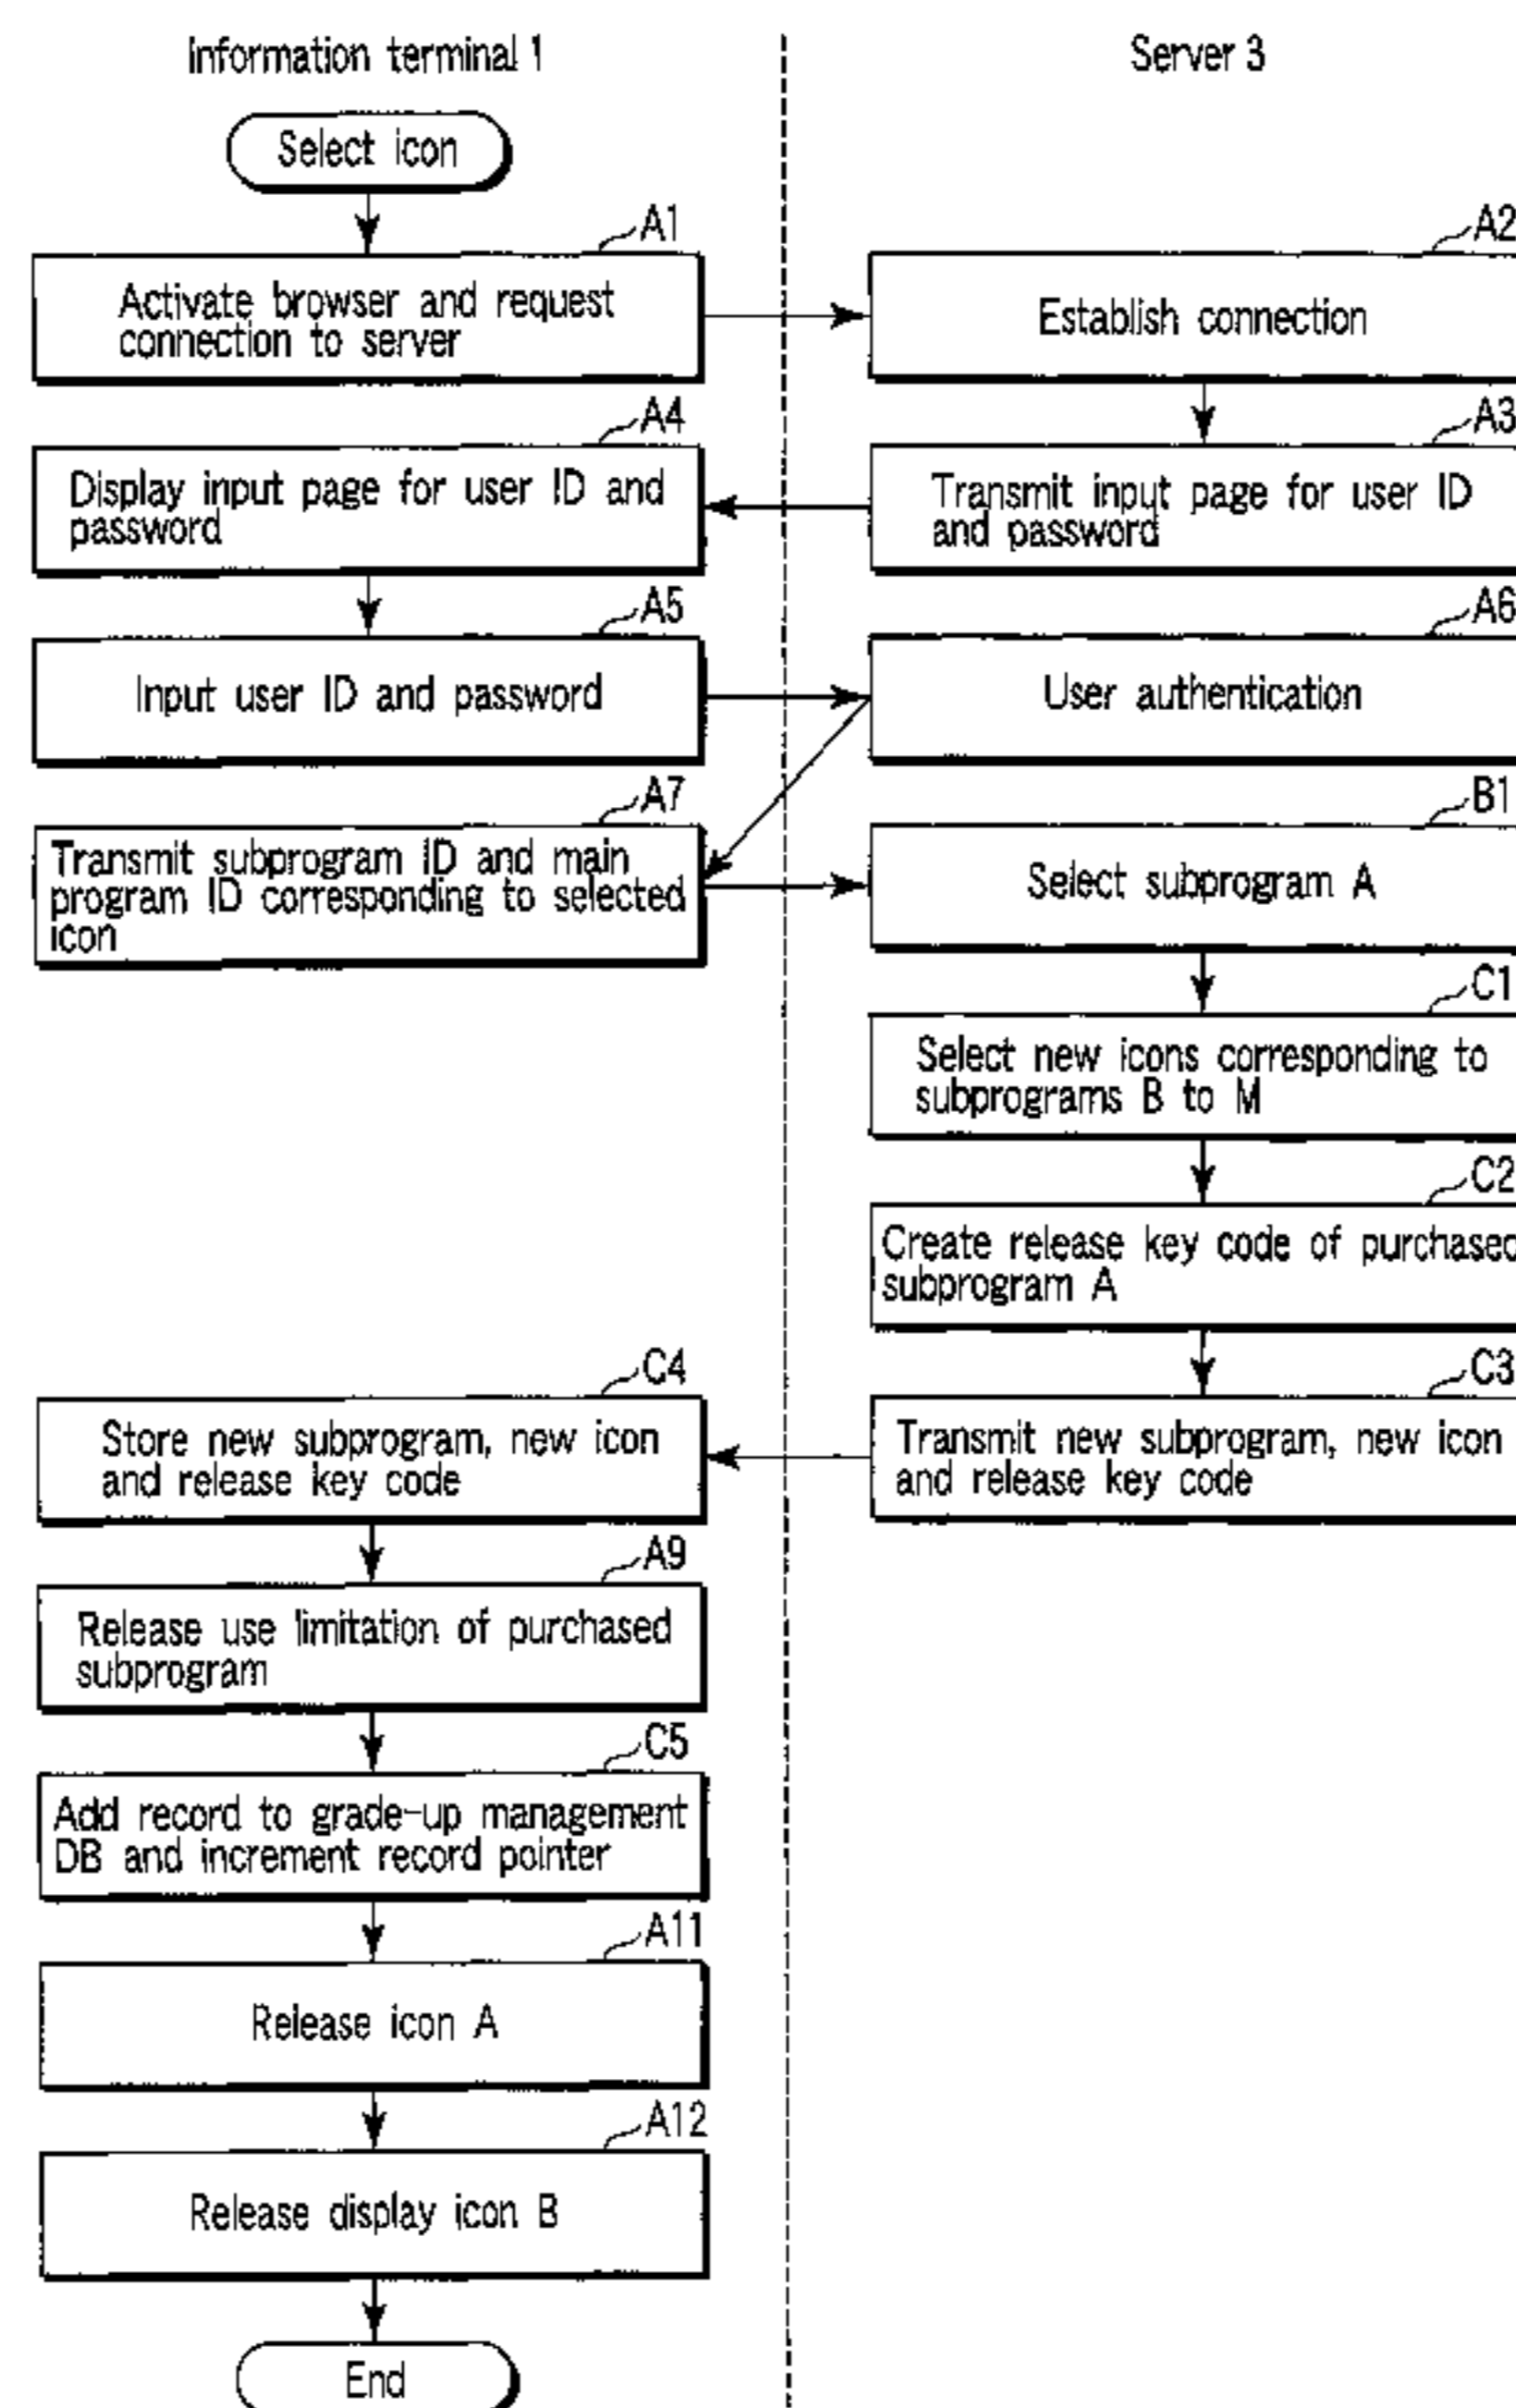 Information terminal 1
Server 3
Select icon
A1
Activate browser and request
connection to server
A2
Establish connection
A4
Display input page for user ID and
password
A3
Transmit input page for user ID
and password
A5
Input user ID and password
A6
User authentication
A7
Transmit subprogram ID and main
program ID corresponding to selected
icon
B1
Select subprogram A
C1
Select new icons corresponding to
subprograms B to M
C2
Create release key code of purchased
subprogram A
C4
Store new subprogram, new icon
and release key code
C3
Transmit new subprogram, new icon
and release key code
A9
Release use limitation of purchased
subprogram
C5
Add record to grade-up management
DB and increment record pointer
A11
Release icon A
A12
Release display icon B
End